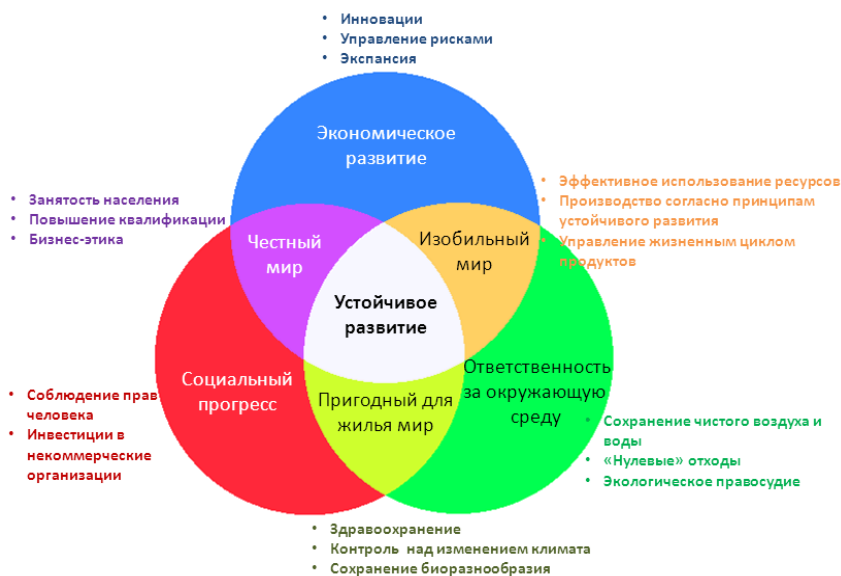 • Инновации
• Управление рисками
• Экспансия
Экономическое
развитие
• Занятость населения
• Повышение квалификации
• Бизнес-этика
• Эффективное использование ресурсов
• Производство согласно принципам
устойчивого развития
• Управление жизненным циклом
продуктов
Честный
мир
Изобильный
мир
Устойчивое
развитие
Социальный
прогресс
Пригодный для
жилья мир
Ответственность
за окружающую
среду
• Соблюдение прав
человека
• Инвестиции в
некоммерческие
организации
• Сохранение чистого воздуха и
воды
• «Нулевые» отходы
• Экологическое правосудие
• Здравоохранение
• Контроль над изменением климата
• Сохранение биоразнообразия